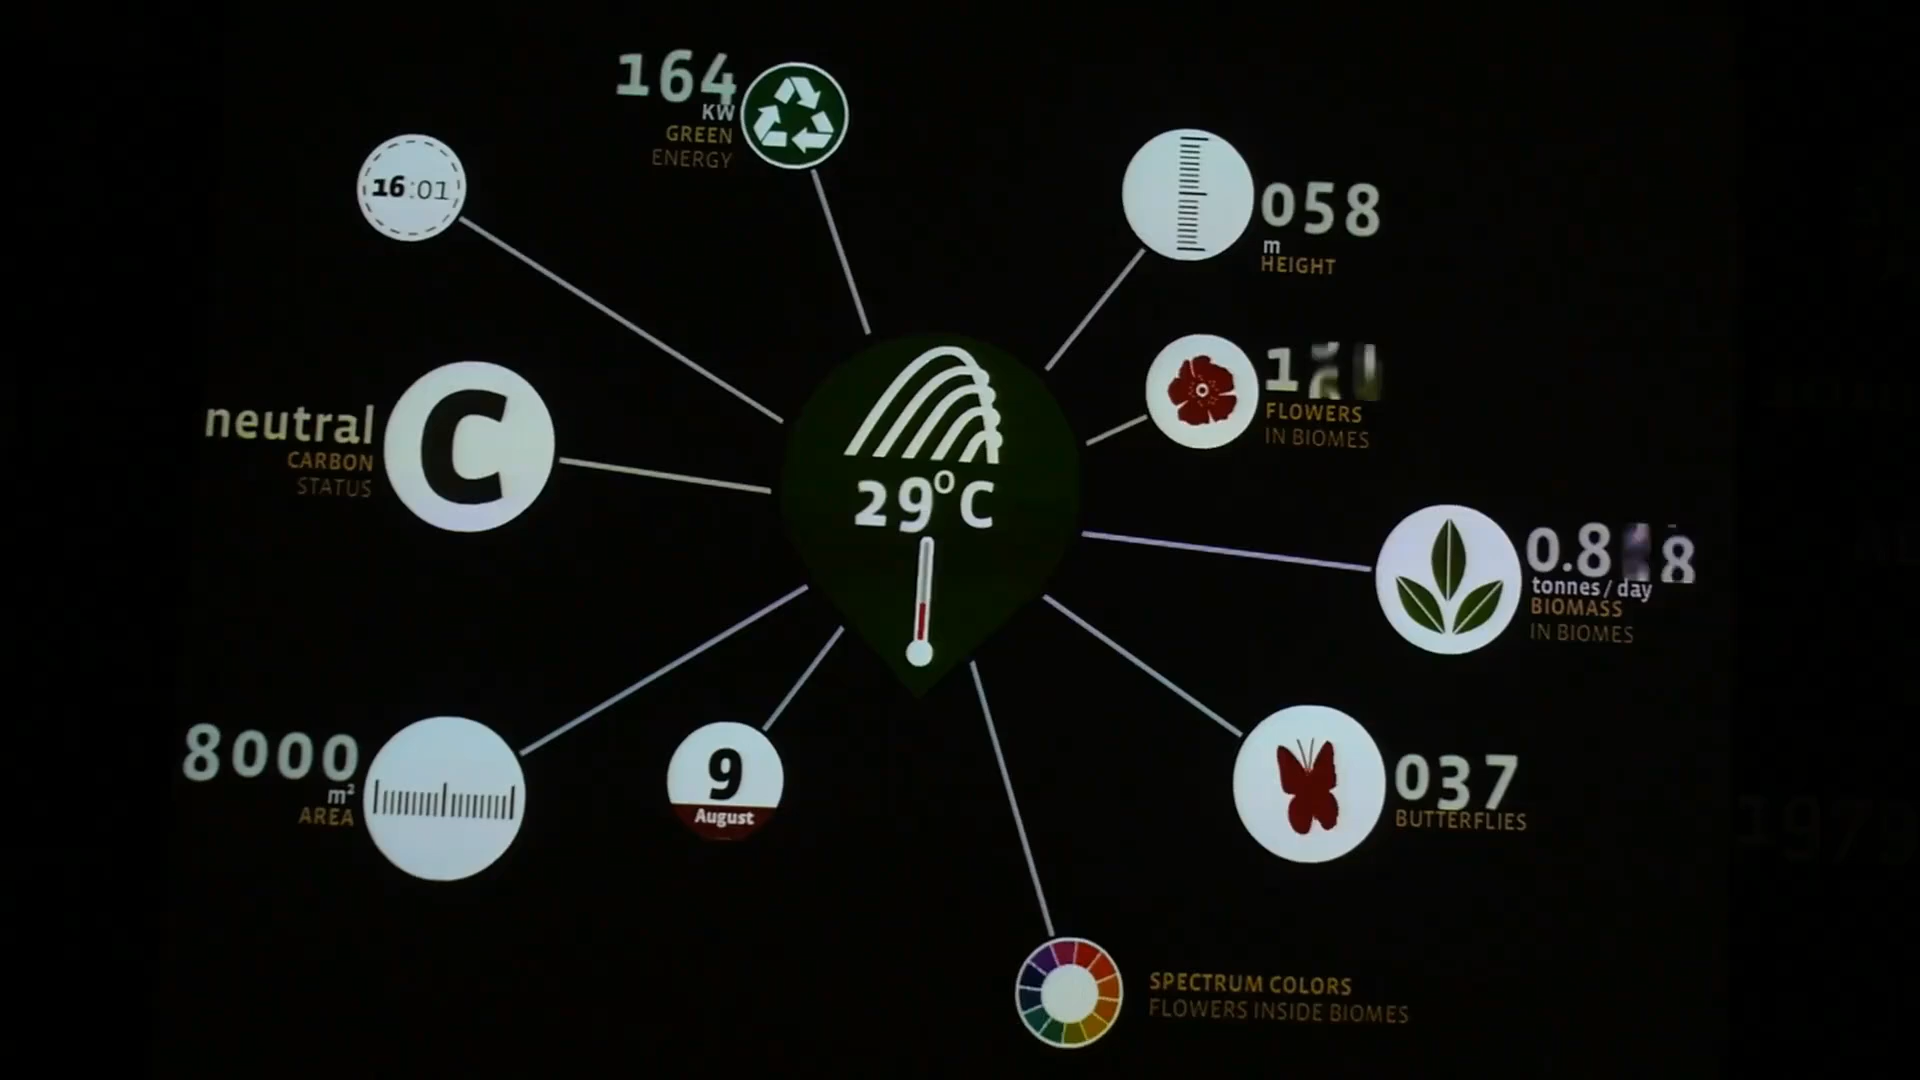 164
KW
GREEN
ENERGY
16:01
058
m
HEIGHT
FLOWERS
IN BIOMES
neutral
CARBON
STATUS
C
29°C
tonnes / day
BIOMASS
IN BIOMES
8000
m²
AREA
9
August
037
BUTTERFLIES
SPECTRUM COLORS
FLOWERS INSIDE BIOMES